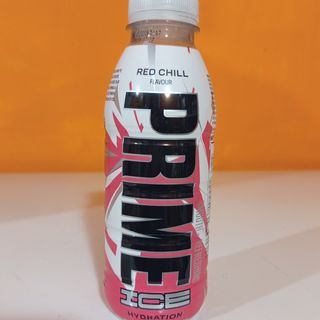 RED CHILL
FLAVOUR
PRIME
ICE
HYDRATION